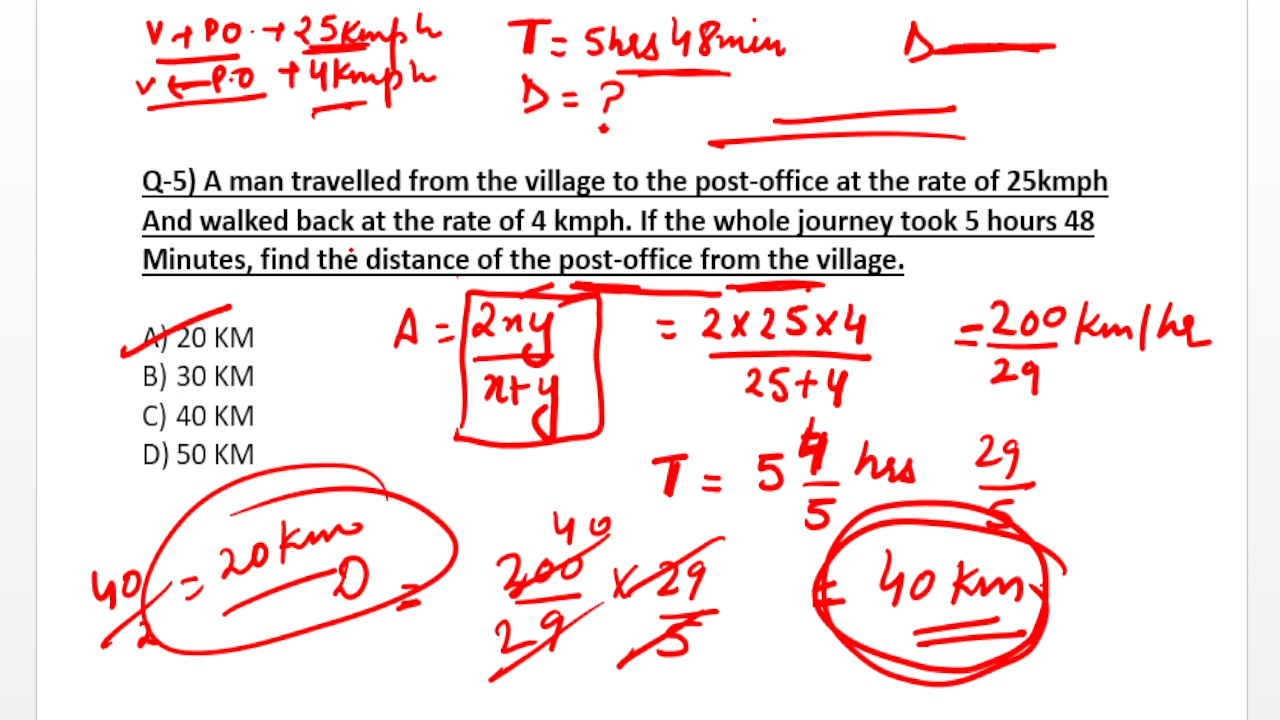 V → P.O. → 25Kmph
V ← P.O → 4Kmph
T = 5hrs 48min
D = ?
D
Q-5) A man travelled from the village to the post-office at the rate of 25kmph
And walked back at the rate of 4 kmph. If the whole journey took 5 hours 48
Minutes, find the distance of the post-office from the village.
A) 20 KM
B) 30 KM
C) 40 KM
D) 50 KM
A = 2xy/x+y = 2×25×4/25+4 = 200/29 km/hr
T = 5 4/5 hrs 29/5
D = 200/29 × 29/5 = 40 Km
40
40/2 = 20 Km